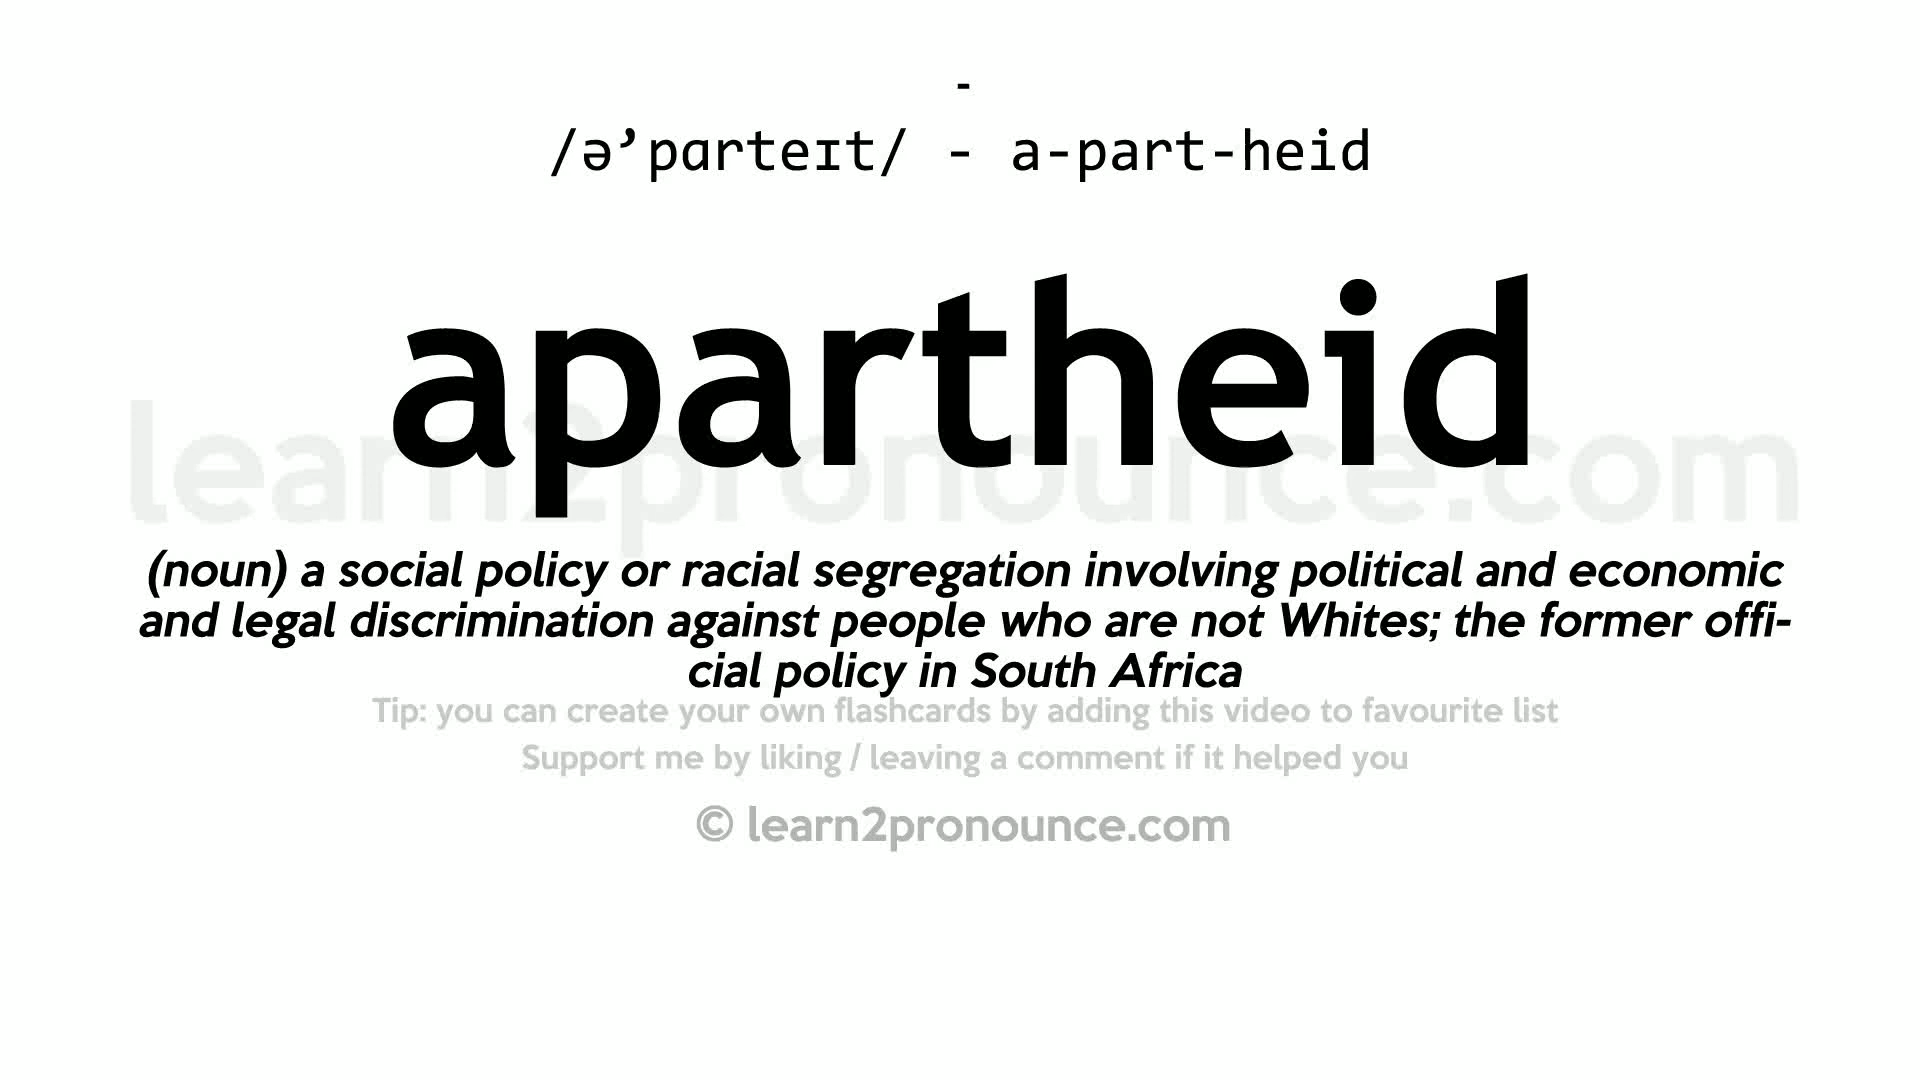 -
/ə’pɑrteɪt/ - a-part-heid
apartheid
learn2pronounce.com
(noun) a social policy or racial segregation involving political and economic
and legal discrimination against people who are not Whites; the former offi-
cial policy in South Africa
Tip: you can create your own flashcards by adding this video to favourite list
Support me by liking / leaving a comment if it helped you
© learn2pronounce.com